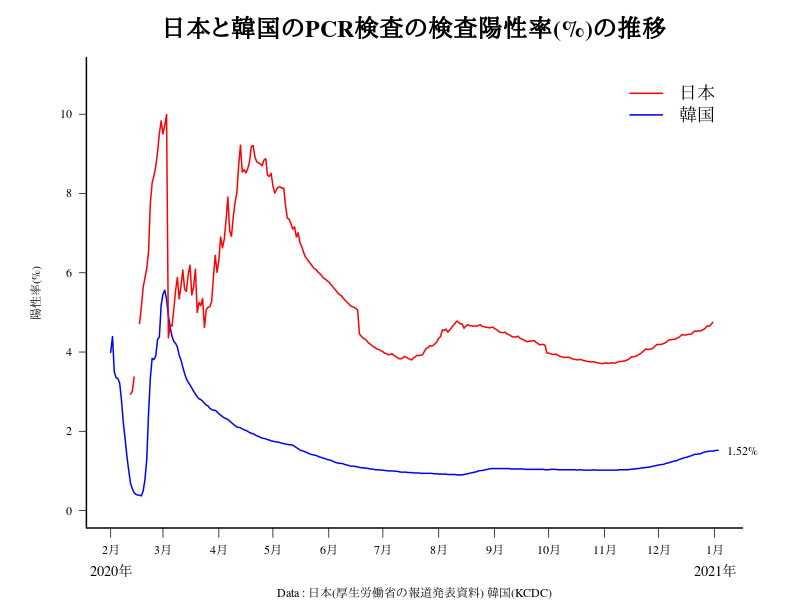 日本と韓国のPCR検査の検査陽性率(%)の推移
日本
韓国
陽性率(%)
10
8
6
4
2
0
1.52%
2月 3月 4月 5月 6月 7月 8月 9月 10月 11月 12月 1月
2020年 2021年
Data : 日本(厚生労働省の報道発表資料) 韓国(KCDC)